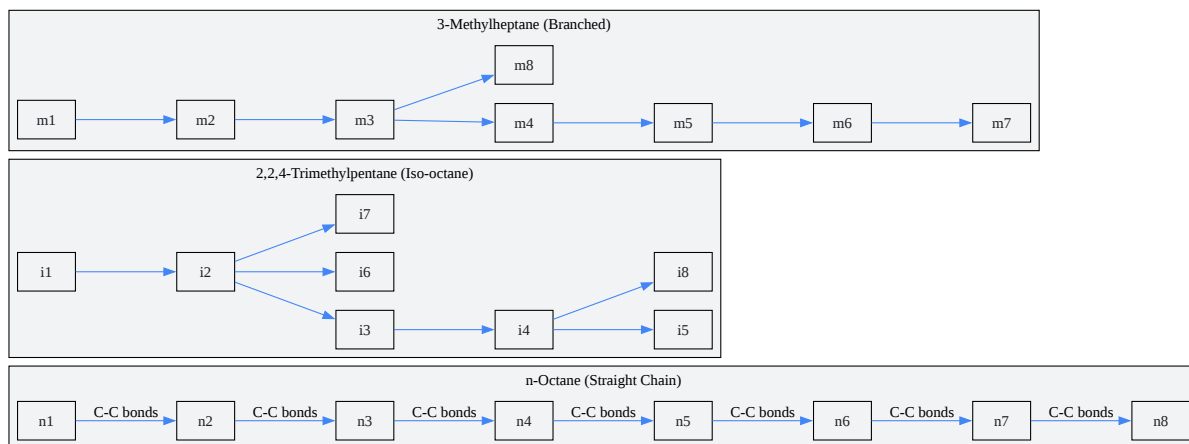 3-Methylheptane (Branched)
m8
m1 m2 m3 m4 m5 m6 m7
2,2,4-Trimethylpentane (Iso-octane)
i7
i1 i2 i6 i8
i3 i4 i5
n-Octane (Straight Chain)
n1 C-C bonds n2 C-C bonds n3 C-C bonds n4 C-C bonds n5 C-C bonds n6 C-C bonds n7 C-C bonds n8